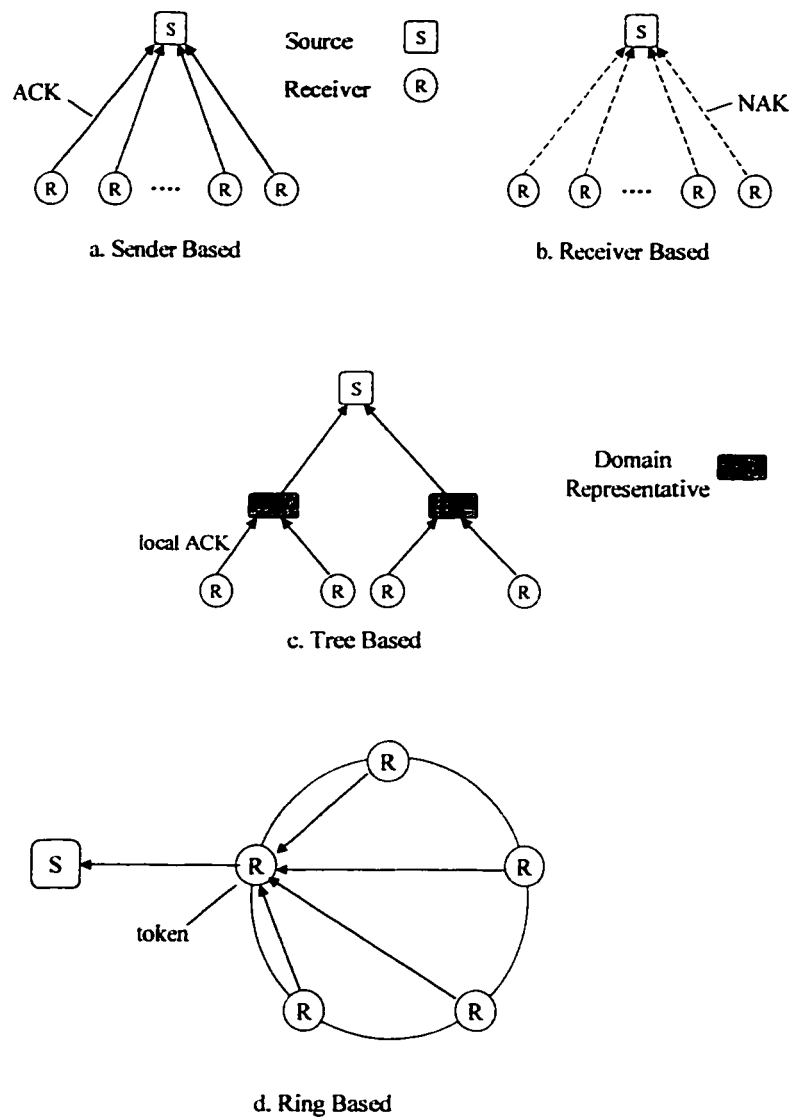 S
Source S
ACK
Receiver R
R R .... R R
a. Sender Based
S
NAK
R R .... R R
b. Receiver Based
S
Domain
Representative
local ACK
R R R R
c. Tree Based
R
S R R
token
R R
d. Ring Based